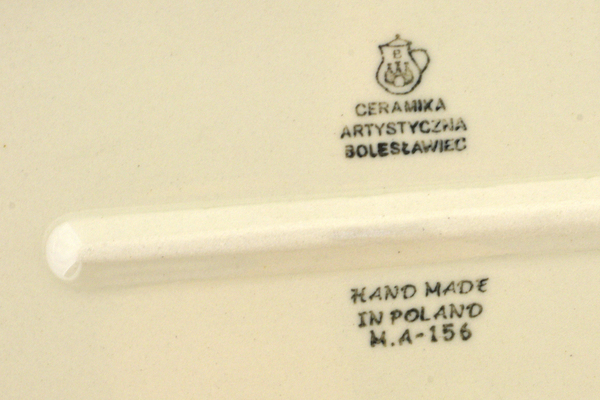 B
CERAMIKA
ARTYSTYCZNA
BOLESŁAWIEC
HAND MADE
IN POLAND
M.A-156